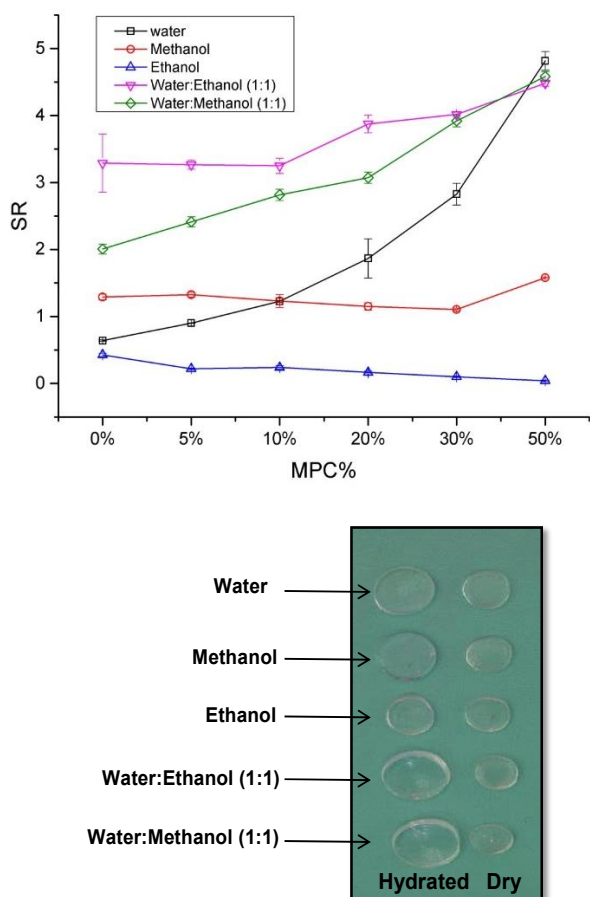 water
Methanol
Ethanol
Water:Ethanol (1:1)
Water:Methanol (1:1)
5
4
3
2
1
0
SR
0% 5% 10% 20% 30% 50%
MPC%
Water
Methanol
Ethanol
Water:Ethanol (1:1)
Water:Methanol (1:1)
Hydrated Dry